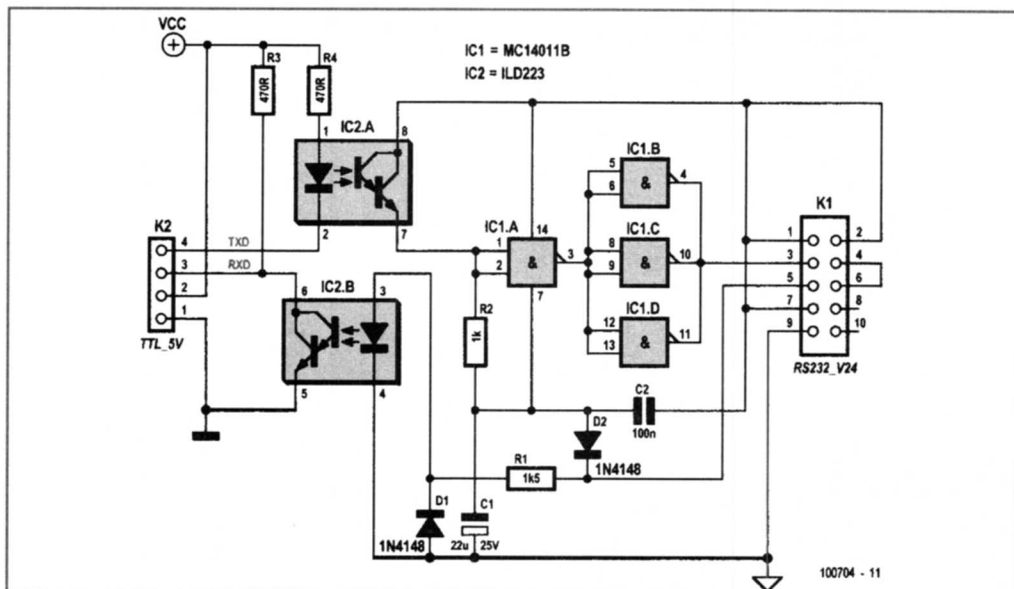 VCC
R3
R4
470R
470R
IC1 = MC14011B
IC2 = ILD223
IC2.A
1
8
2
7
K2
4
TXD
3
RXD
2
1
TTL_5V
IC2.B
6
3
5
4
R2
1k
IC1.A
1
2
14
&
3
7
IC1.B
5
6
&
4
IC1.C
8
9
&
10
IC1.D
12
13
&
11
K1
1
2
3
4
5
6
7
8
9
10
RS232_V24
C2
100n
D2
1N4148
R1
1k5
D1
1N4148
C1
22u
25V
100704 - 11